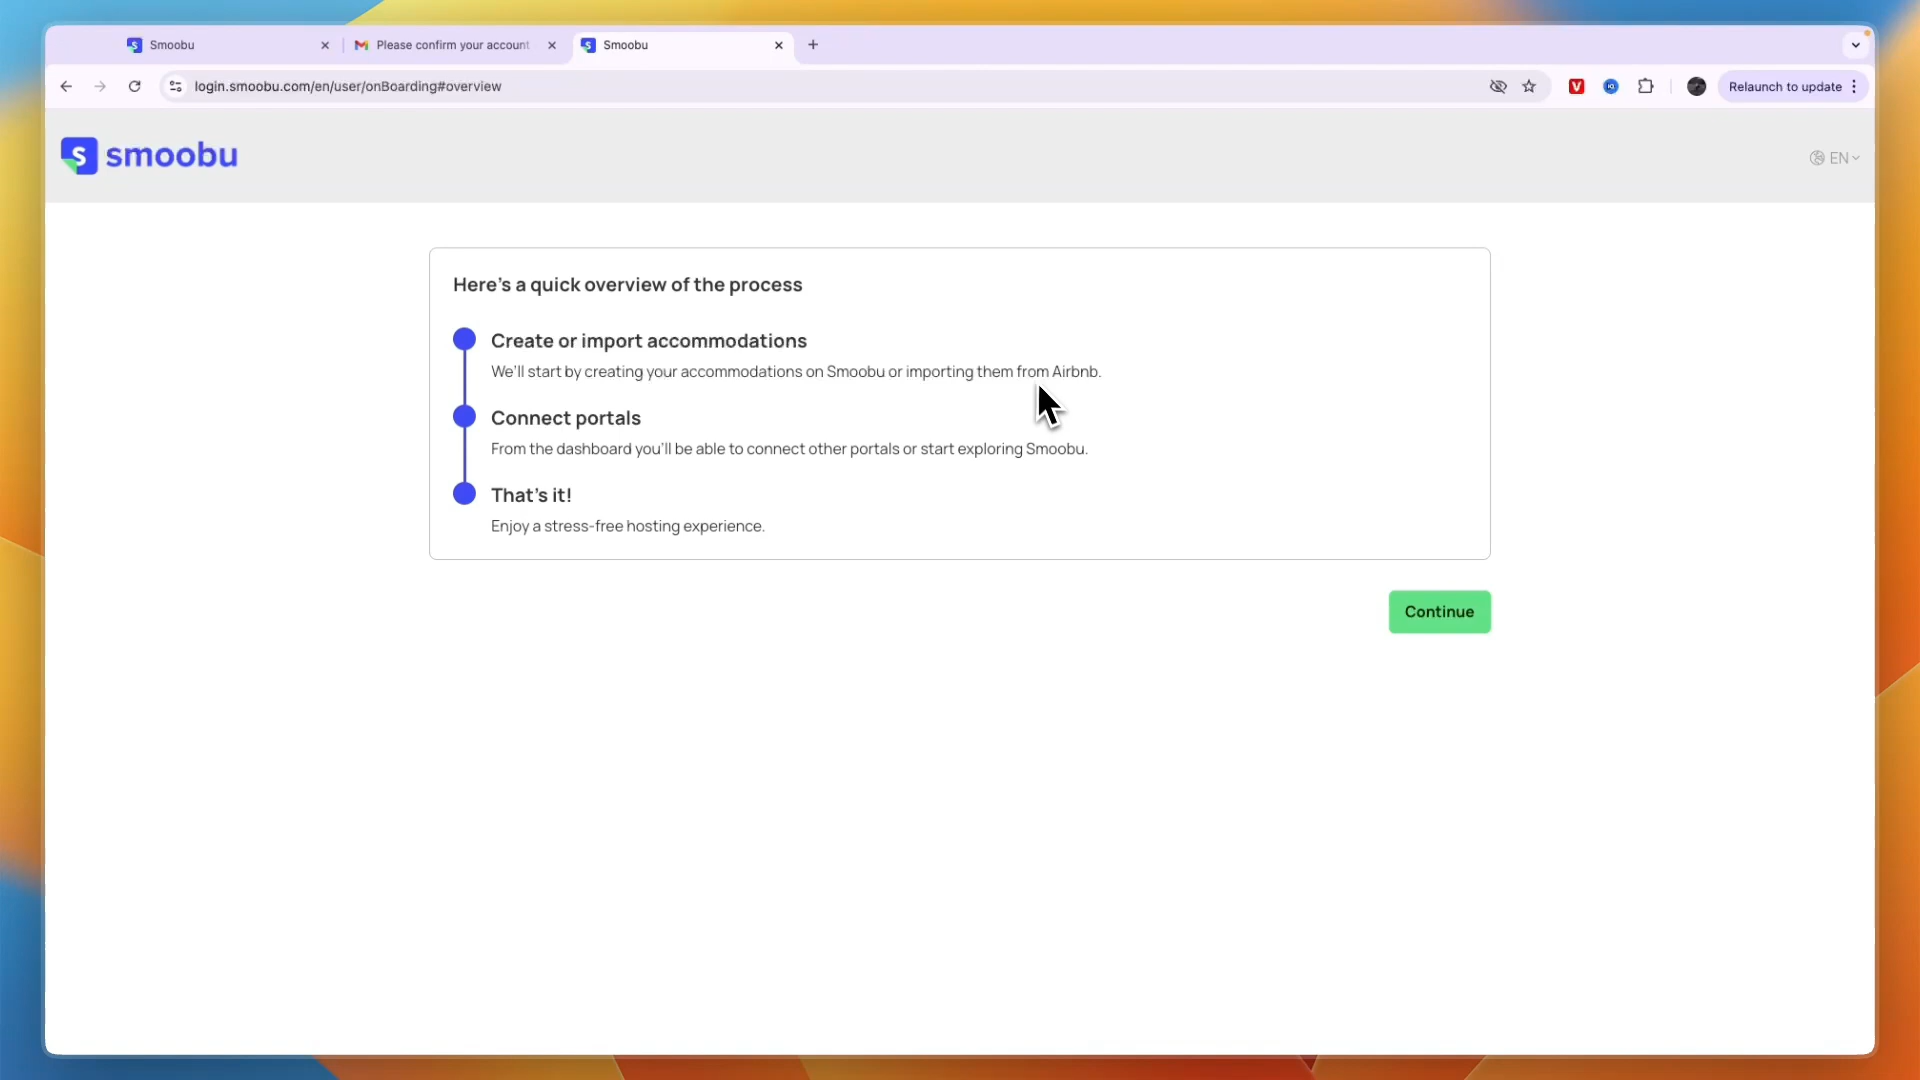 Smoobu
Please confirm your account
Smoobu
login.smoobu.com/en/user/onBoarding#overview
Relaunch to update
smoobu
EN
Here's a quick overview of the process
Create or import accommodations
We'll start by creating your accommodations on Smoobu or importing them from Airbnb.
Connect portals
From the dashboard you'll be able to connect other portals or start exploring Smoobu.
That's it!
Enjoy a stress-free hosting experience.
Continue